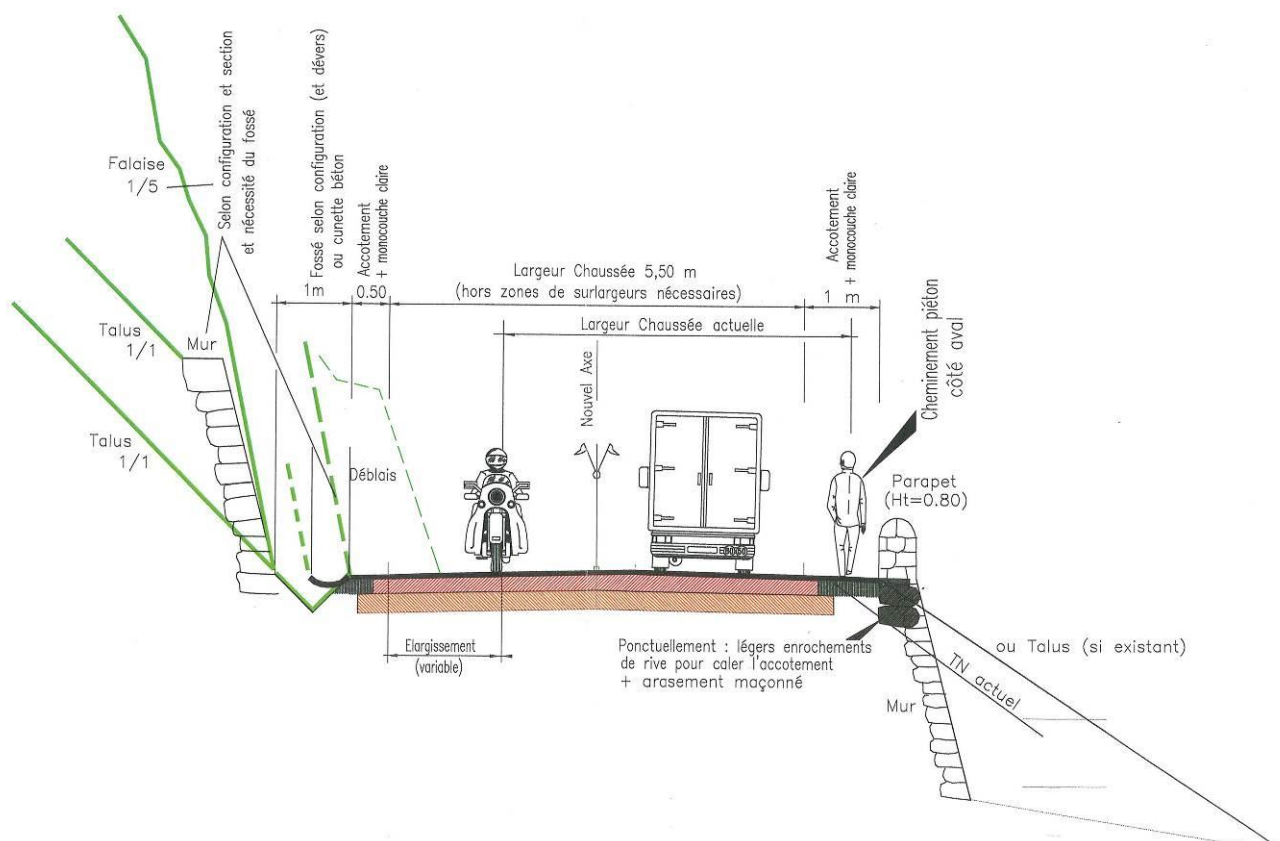 Selon configuration et section
et nécessité du fossé
Fossé selon configuration (et dévers)
ou cunette béton
Accotement
+ monocouche claire
Accotement
+ monocouche claire
Falaise
1/5
1m
0.50
Largeur Chaussée 5,50 m
(hors zones de surlargeurs nécessaires)
1 m
Largeur Chaussée actuelle
Talus
1/1
Mur
Nouvel Axe
Cheminement piéton
côté aval
Talus
1/1
Déblais
Parapet
(Ht=0.80)
Elargissement
(variable)
Ponctuellement : légers enrochements
de rive pour caler l'accotement
+ arasement maçonné
ou Talus (si existant)
TN actuel
Mur